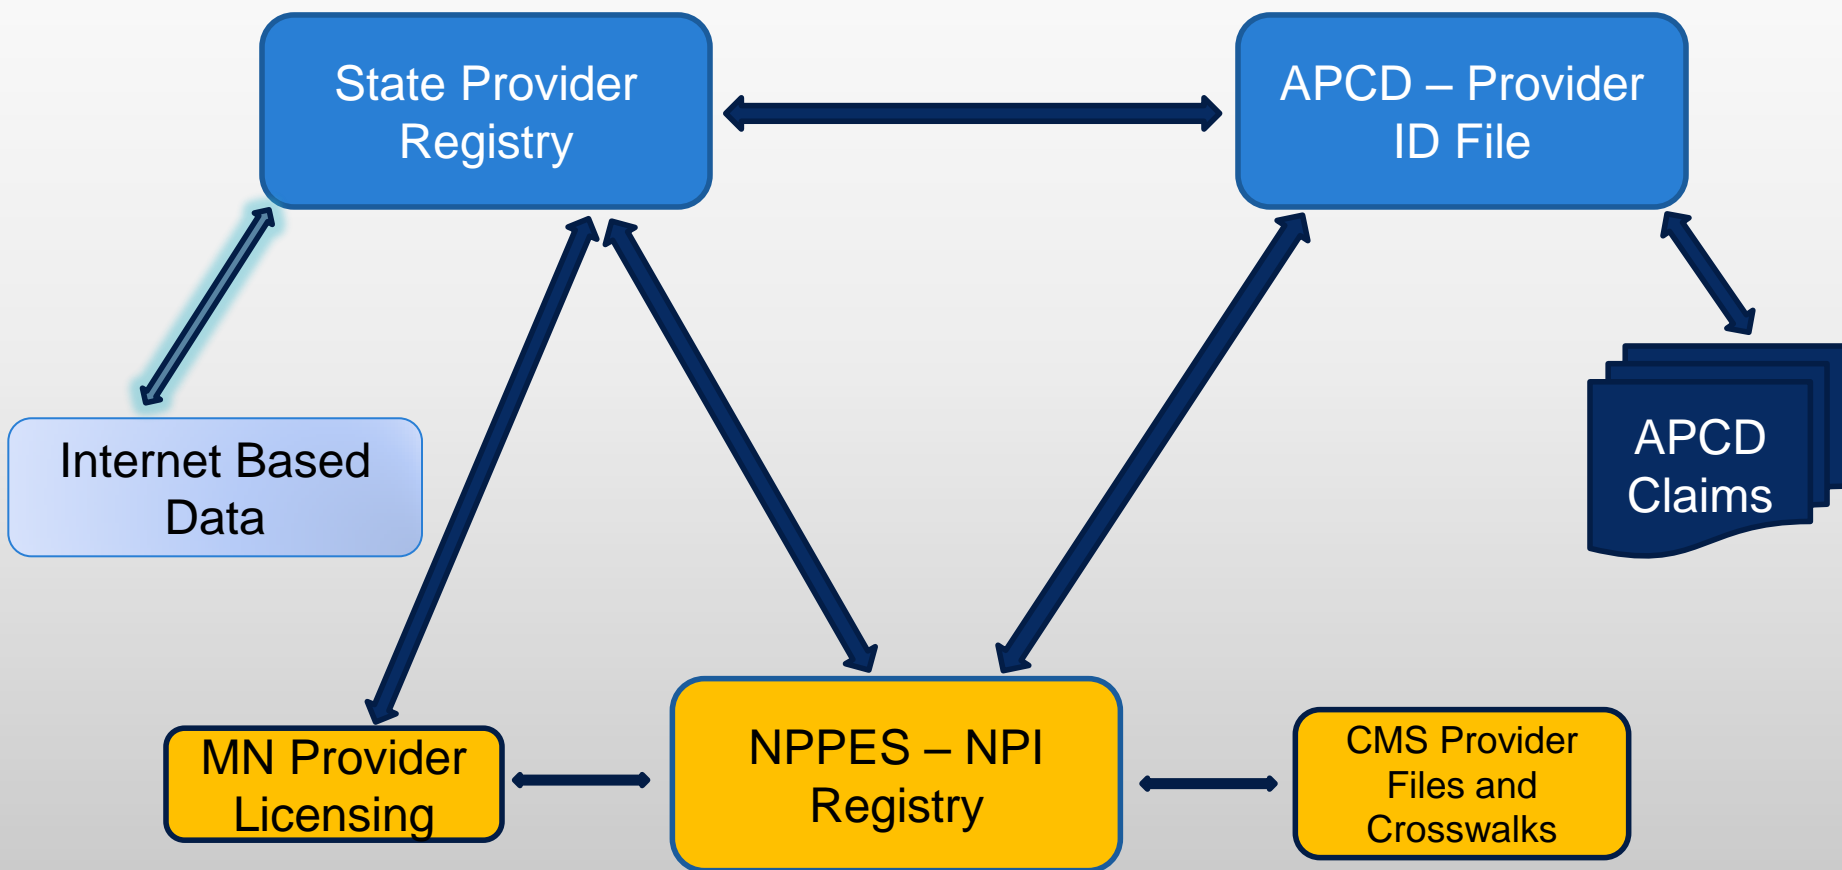 State Provider
Registry
APCD – Provider
ID File
Internet Based
Data
APCD
Claims
MN Provider
Licensing
NPPES – NPI
Registry
CMS Provider
Files and
Crosswalks